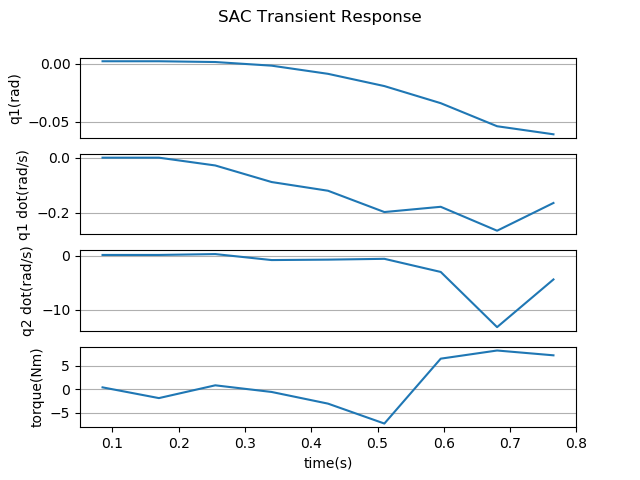 SAC Transient Response
q1(rad)
0.00
−0.05
q1 dot(rad/s)
0.0
−0.2
q2 dot(rad/s)
0
−10
torque(Nm)
5
0
−5
0.1 0.2 0.3 0.4 0.5 0.6 0.7 0.8
time(s)